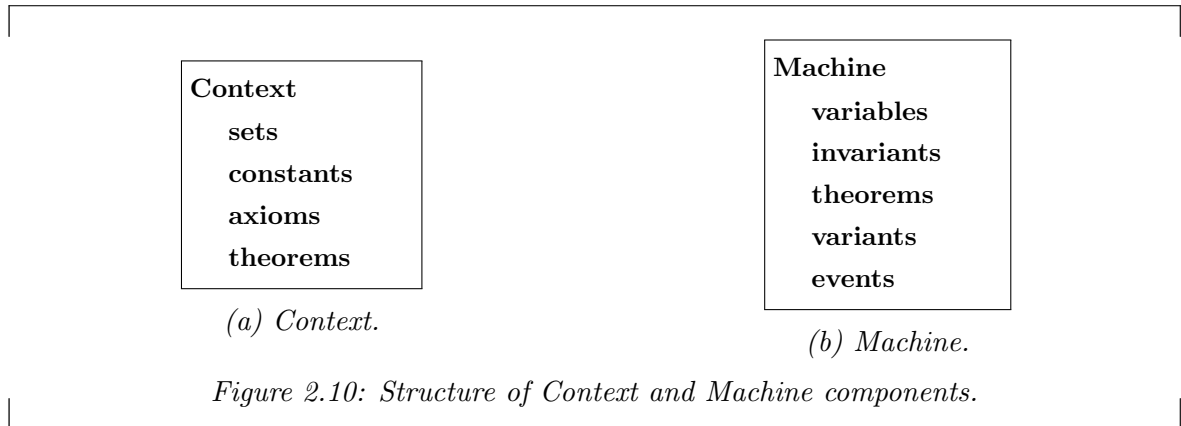 Context
sets
constants
axioms
theorems
(a) Context.
Machine
variables
invariants
theorems
variants
events
(b) Machine.
Figure 2.10: Structure of Context and Machine components.